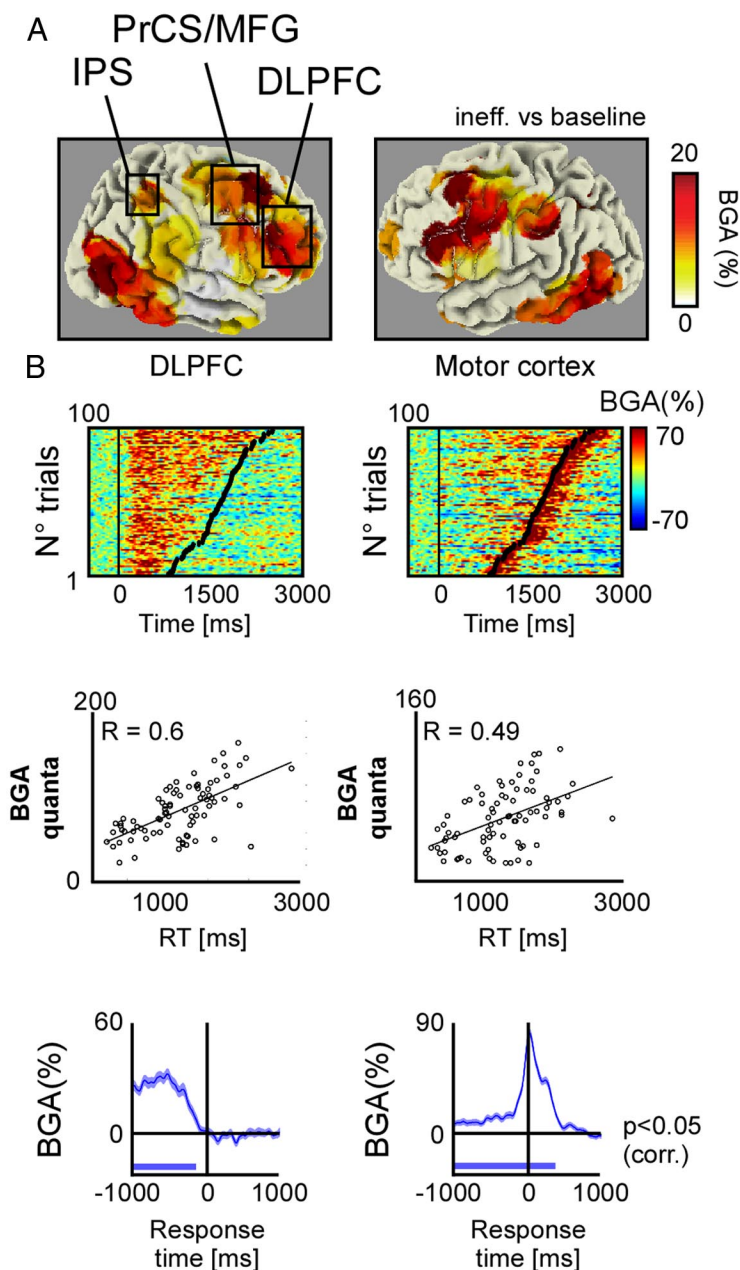 A
PrCS/MFG
IPS
DLPFC
ineff. vs baseline
20
BGA (%)
0
B
DLPFC
Motor cortex
100
100
BGA(%)
70
-70
N° trials
N° trials
1
0 1500 3000
0 1500 3000
Time [ms]
Time [ms]
200
160
R = 0.6
R = 0.49
BGA
quanta
BGA
quanta
0
1000 3000
1000 3000
RT [ms]
RT [ms]
60
90
BGA(%)
BGA(%)
0
0
p<0.05
(corr.)
-1000 0 1000
-1000 0 1000
Response
time [ms]
Response
time [ms]